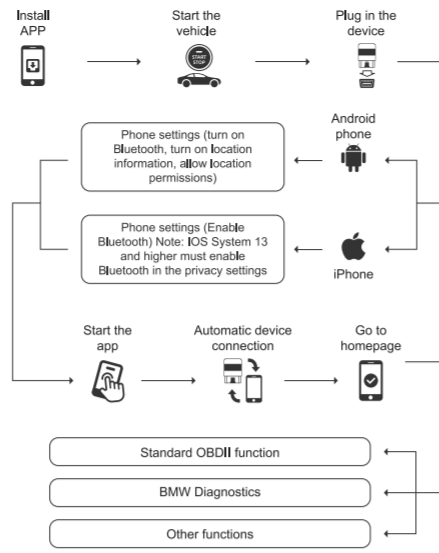 Install
APP
Start the
vehicle
START
STOP
Plug in the
device
Android
phone
Phone settings (turn on
Bluetooth, turn on location
information, allow location
permissions)
Phone settings (Enable
Bluetooth) Note: IOS System 13
and higher must enable
Bluetooth in the privacy settings
iPhone
Start the
app
Automatic device
connection
Go to
homepage
Standard OBDII function
BMW Diagnostics
Other functions